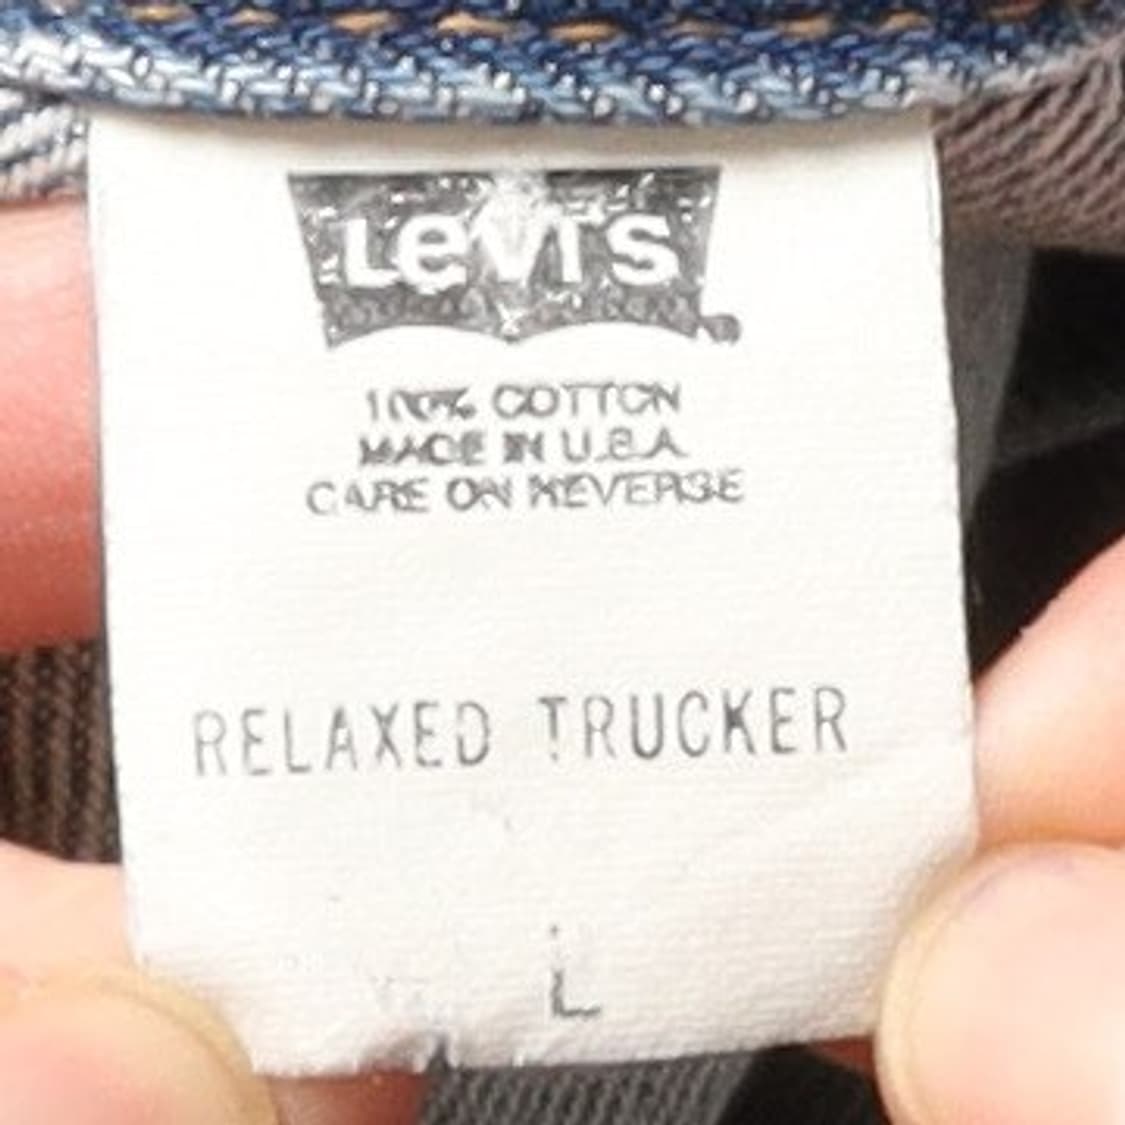 Levi's
100% COTTON
MADE IN U.S.A.
CARE ON REVERSE
RELAXED TRUCKER
L